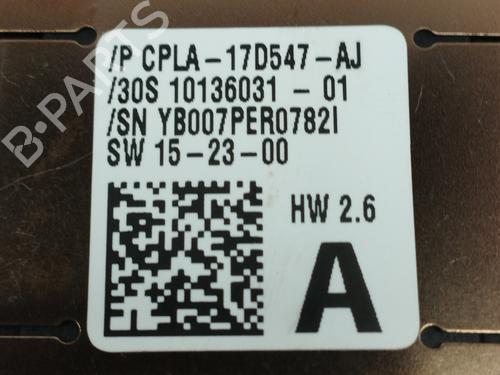 /P CPLA-17D547-AJ
/30S 10136031 - 01
/SN YB007PER0782I
SW 15-23-00
HW 2.6
A
B-PARTS